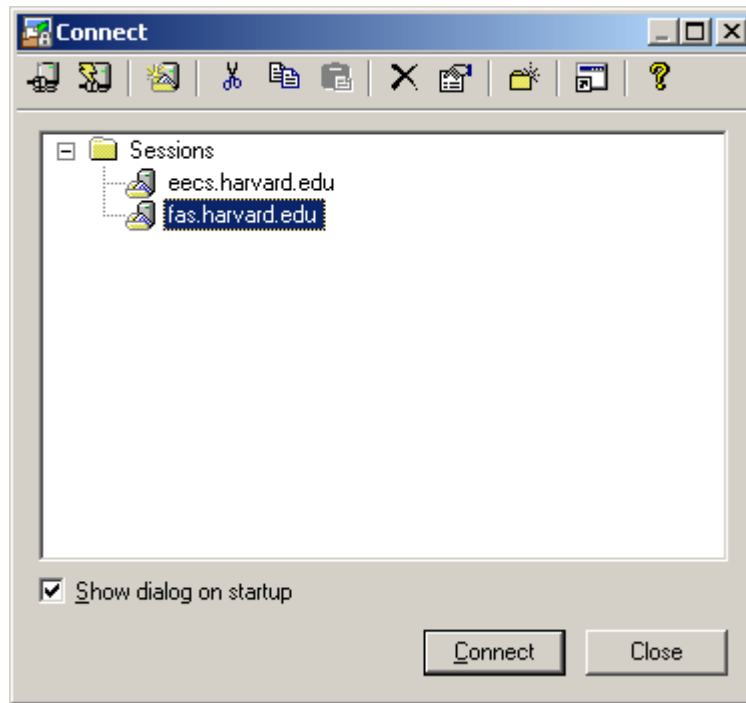 Connect
Sessions
eecs.harvard.edu
fas.harvard.edu
Show dialog on startup
Connect
Close